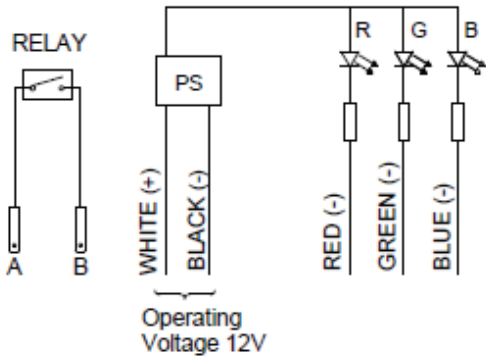 RELAY
A
B
PS
WHITE (+)
BLACK (-)
Operating
Voltage 12V
R
G
B
RED (-)
GREEN (-)
BLUE (-)